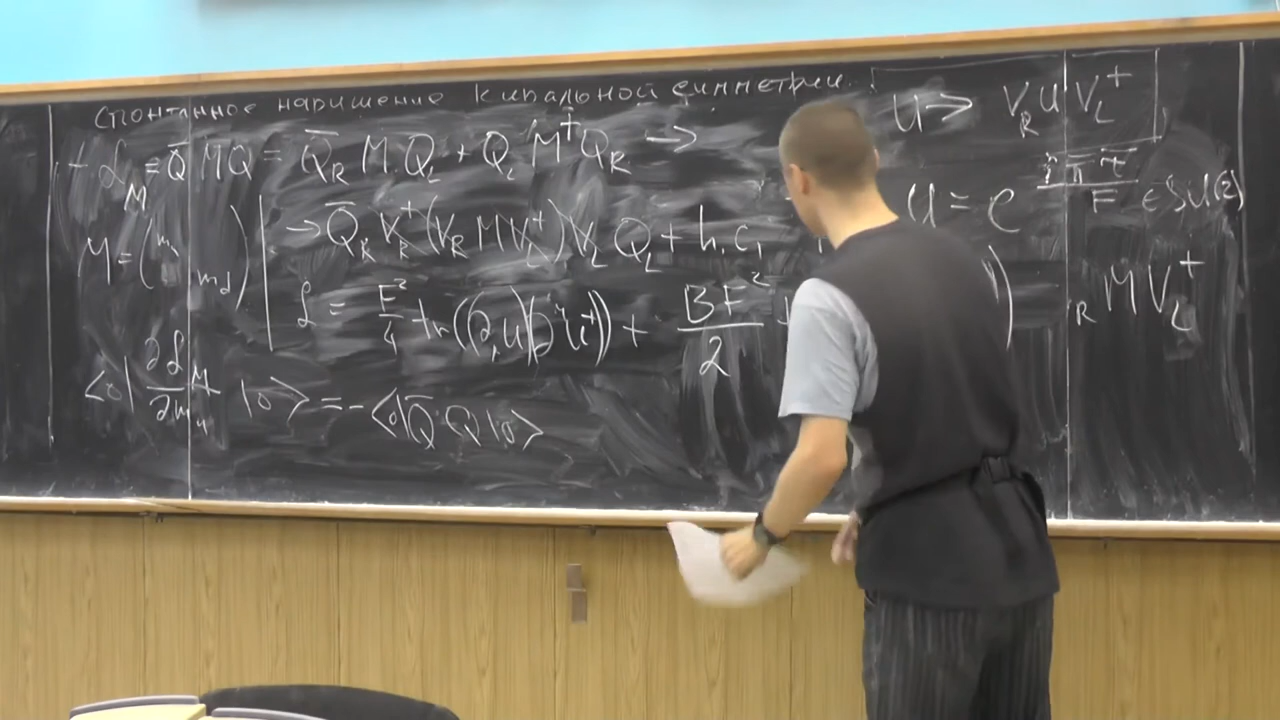 Спонтанное нарушение киральной симметрии.
-ℒ_M = Q̄MQ = Q̄_R M Q_L + Q̄_L M⁺Q_R →
M = (m_u m_d)
→ Q̄_R V_R⁺(V_R M V_L⁺)V_L Q_L + h.c.
ℒ = F²/4 tr((∂_μU)(∂^μU⁺)) + BF²/2
⟨0| ∂ℒ_M/∂m_u |0⟩ = -⟨0|Q̄Q|0⟩
U → V_R U V_L⁺
U = e ∈ SU(2)
_R M V_L⁺